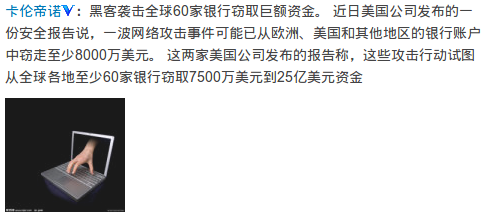 卡伦帝诺V：黑客袭击全球60家银行窃取巨额资金。 近日美国公司发布的一
份安全报告说，一波网络攻击事件可能已从欧洲、美国和其他地区的银行账户
中窃走至少8000万美元。 这两家美国公司发布的报告称，这些攻击行动试图
从全球各地至少60家银行窃取7500万美元到25亿美元资金